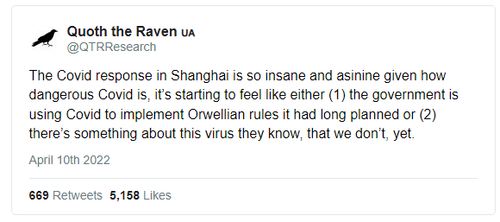 Quoth the Raven UA
@QTRResearch
The Covid response in Shanghai is so insane and asinine given how
dangerous Covid is, it’s starting to feel like either (1) the government is
using Covid to implement Orwellian rules it had long planned or (2)
there’s something about this virus they know, that we don’t, yet.
April 10th 2022
669 Retweets 5,158 Likes